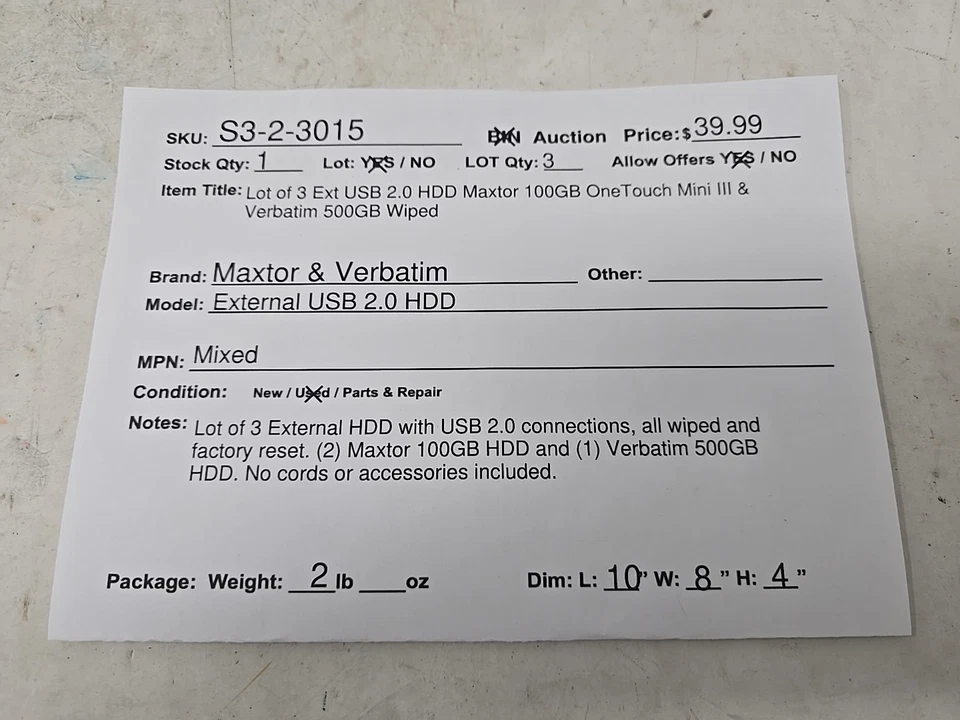 SKU: S3-2-3015 BIN Auction Price: $39.99
Stock Qty: 1 Lot: YES / NO LOT Qty: 3 Allow Offers YES / NO
Item Title: Lot of 3 Ext USB 2.0 HDD Maxtor 100GB OneTouch Mini III &
Verbatim 500GB Wiped
Brand: Maxtor & Verbatim Other:
Model: External USB 2.0 HDD
MPN: Mixed
Condition: New / Used / Parts & Repair
Notes: Lot of 3 External HDD with USB 2.0 connections, all wiped and
factory reset. (2) Maxtor 100GB HDD and (1) Verbatim 500GB
HDD. No cords or accessories included.
Package: Weight: 2 lb oz Dim: L: 10" W: 8" H: 4"